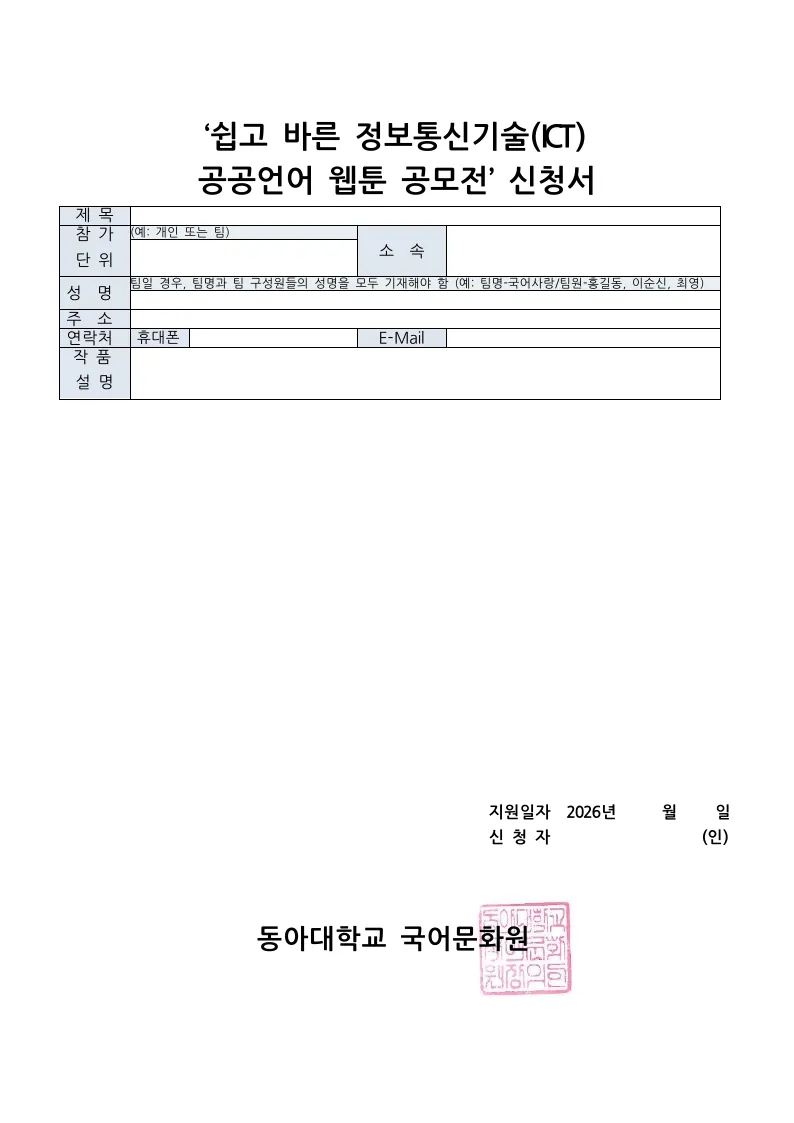 ‘쉽고 바른 정보통신기술(ICT)
공공언어 웹툰 공모전’ 신청서
제 목
참 가
단 위
(예: 개인 또는 팀)
소 속
성 명
팀일 경우, 팀명과 팀 구성원들의 성명을 모두 기재해야 함 (예: 팀명-국어사랑/팀원-홍길동, 이순신, 최영)
주 소
연락처 휴대폰 E-Mail
작 품
설 명
지원일자 2026년 월 일
신 청 자 (인)
동아대학교 국어문화원